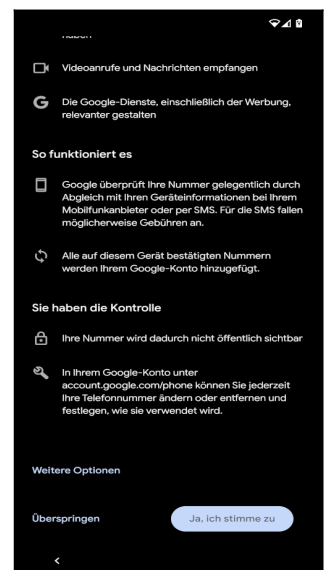 haben
Videoanrufe und Nachrichten empfangen
Die Google-Dienste, einschließlich der Werbung,
relevanter gestalten
So funktioniert es
Google überprüft Ihre Nummer gelegentlich durch
Abgleich mit Ihren Geräteinformationen bei Ihrem
Mobilfunkanbieter oder per SMS. Für die SMS fallen
möglicherweise Gebühren an.
Alle auf diesem Gerät bestätigten Nummern
werden Ihrem Google-Konto hinzugefügt.
Sie haben die Kontrolle
Ihre Nummer wird dadurch nicht öffentlich sichtbar
In Ihrem Google-Konto unter
account.google.com/phone können Sie jederzeit
Ihre Telefonnummer ändern oder entfernen und
festlegen, wie sie verwendet wird.
Weitere Optionen
Überspringen
Ja, ich stimme zu